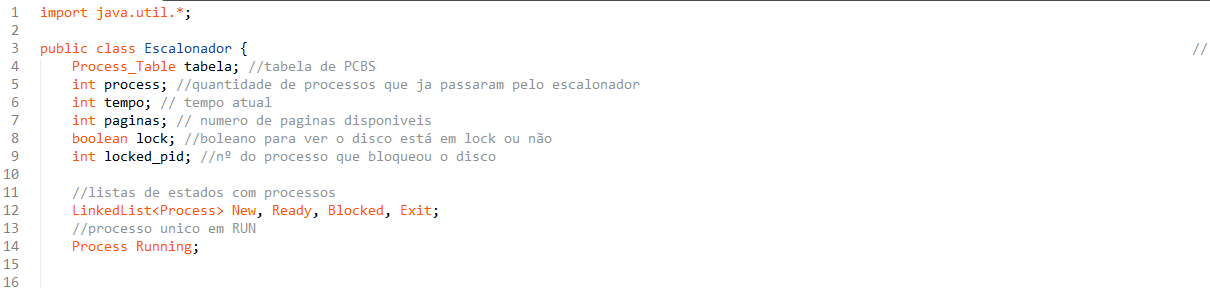 1 import java.util.*;
2
3 public class Escalonador { //
4 Process_Table tabela; //tabela de PCBS
5 int process; //quantidade de processos que ja passaram pelo escalonador
6 int tempo; // tempo atual
7 int paginas; // numero de paginas disponiveis
8 boolean lock; //boleano para ver o disco está em lock ou não
9 int locked_pid; //nº do processo que bloqueou o disco
10
11 //listas de estados com processos
12 LinkedList<Process> New, Ready, Blocked, Exit;
13 //processo unico em RUN
14 Process Running;
15
16